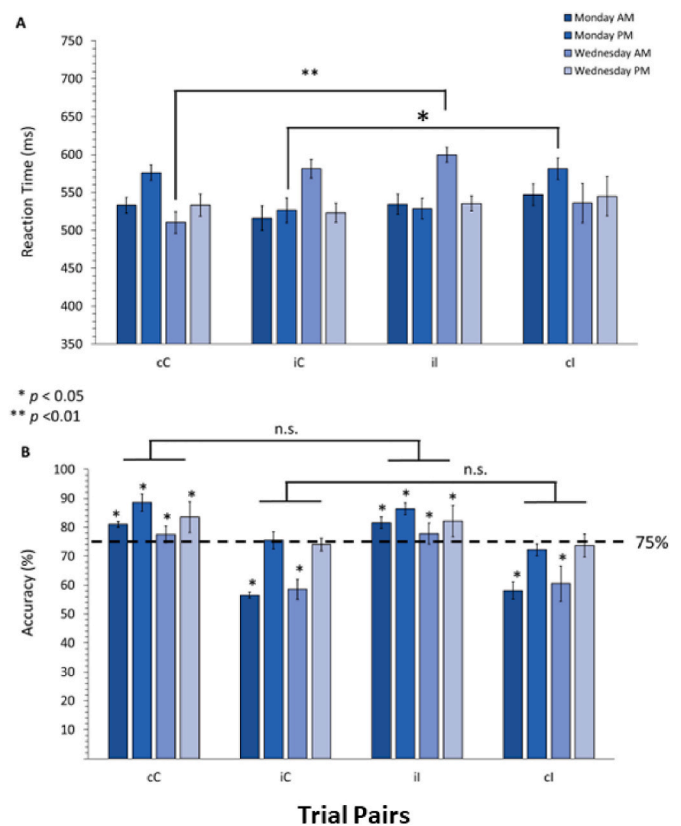 A
Monday AM
Monday PM
Wednesday AM
Wednesday PM
750
700
650
600
550
500
450
400
350
Reaction Time (ms)
**
*
cC
iC
iI
cI
* p < 0.05
** p <0.01
B
n.s.
n.s.
100
90
80
70
60
50
40
30
20
10
Accuracy (%)
* * * *
* *
* * * *
* *
75%
cC
iC
iI
cI
Trial Pairs